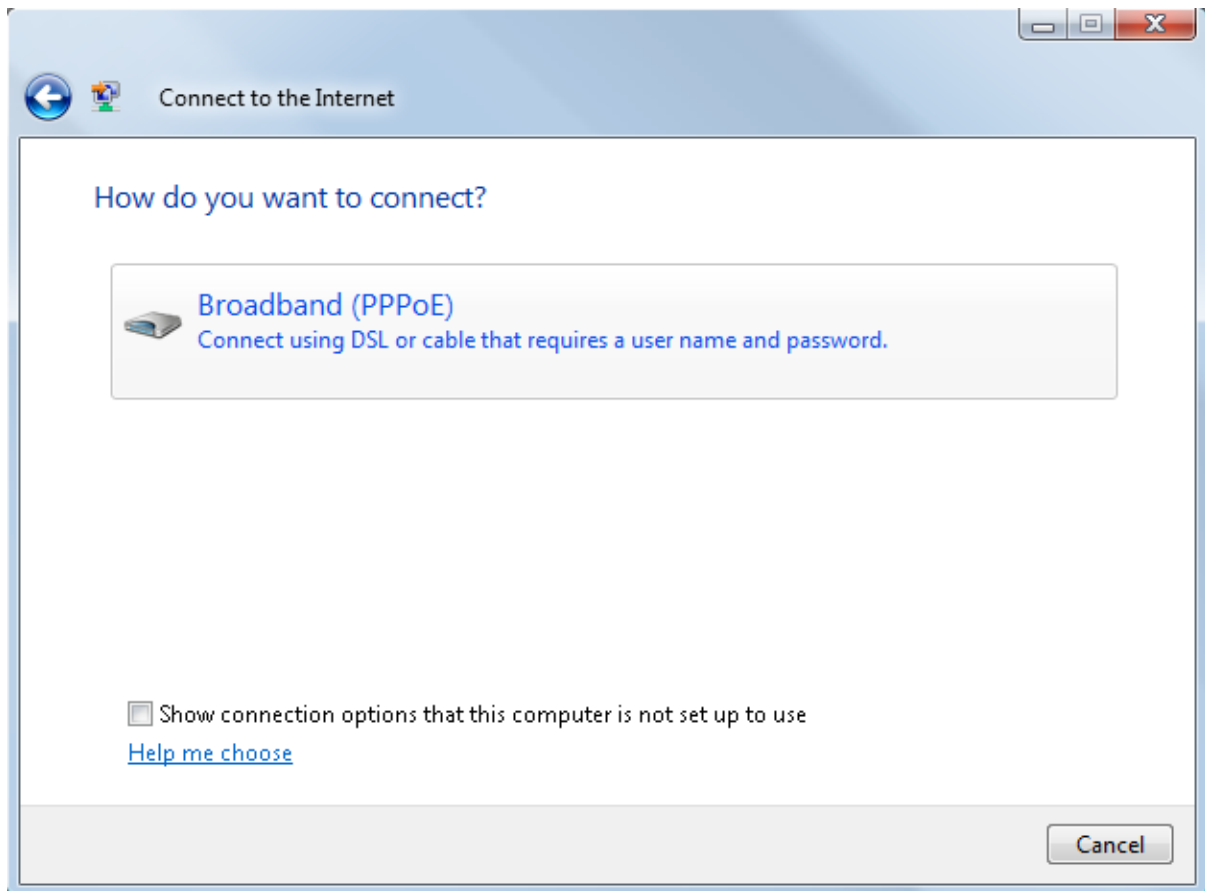 Connect to the Internet
How do you want to connect?
Broadband (PPPoE)
Connect using DSL or cable that requires a user name and password.
Show connection options that this computer is not set up to use
Help me choose
Cancel